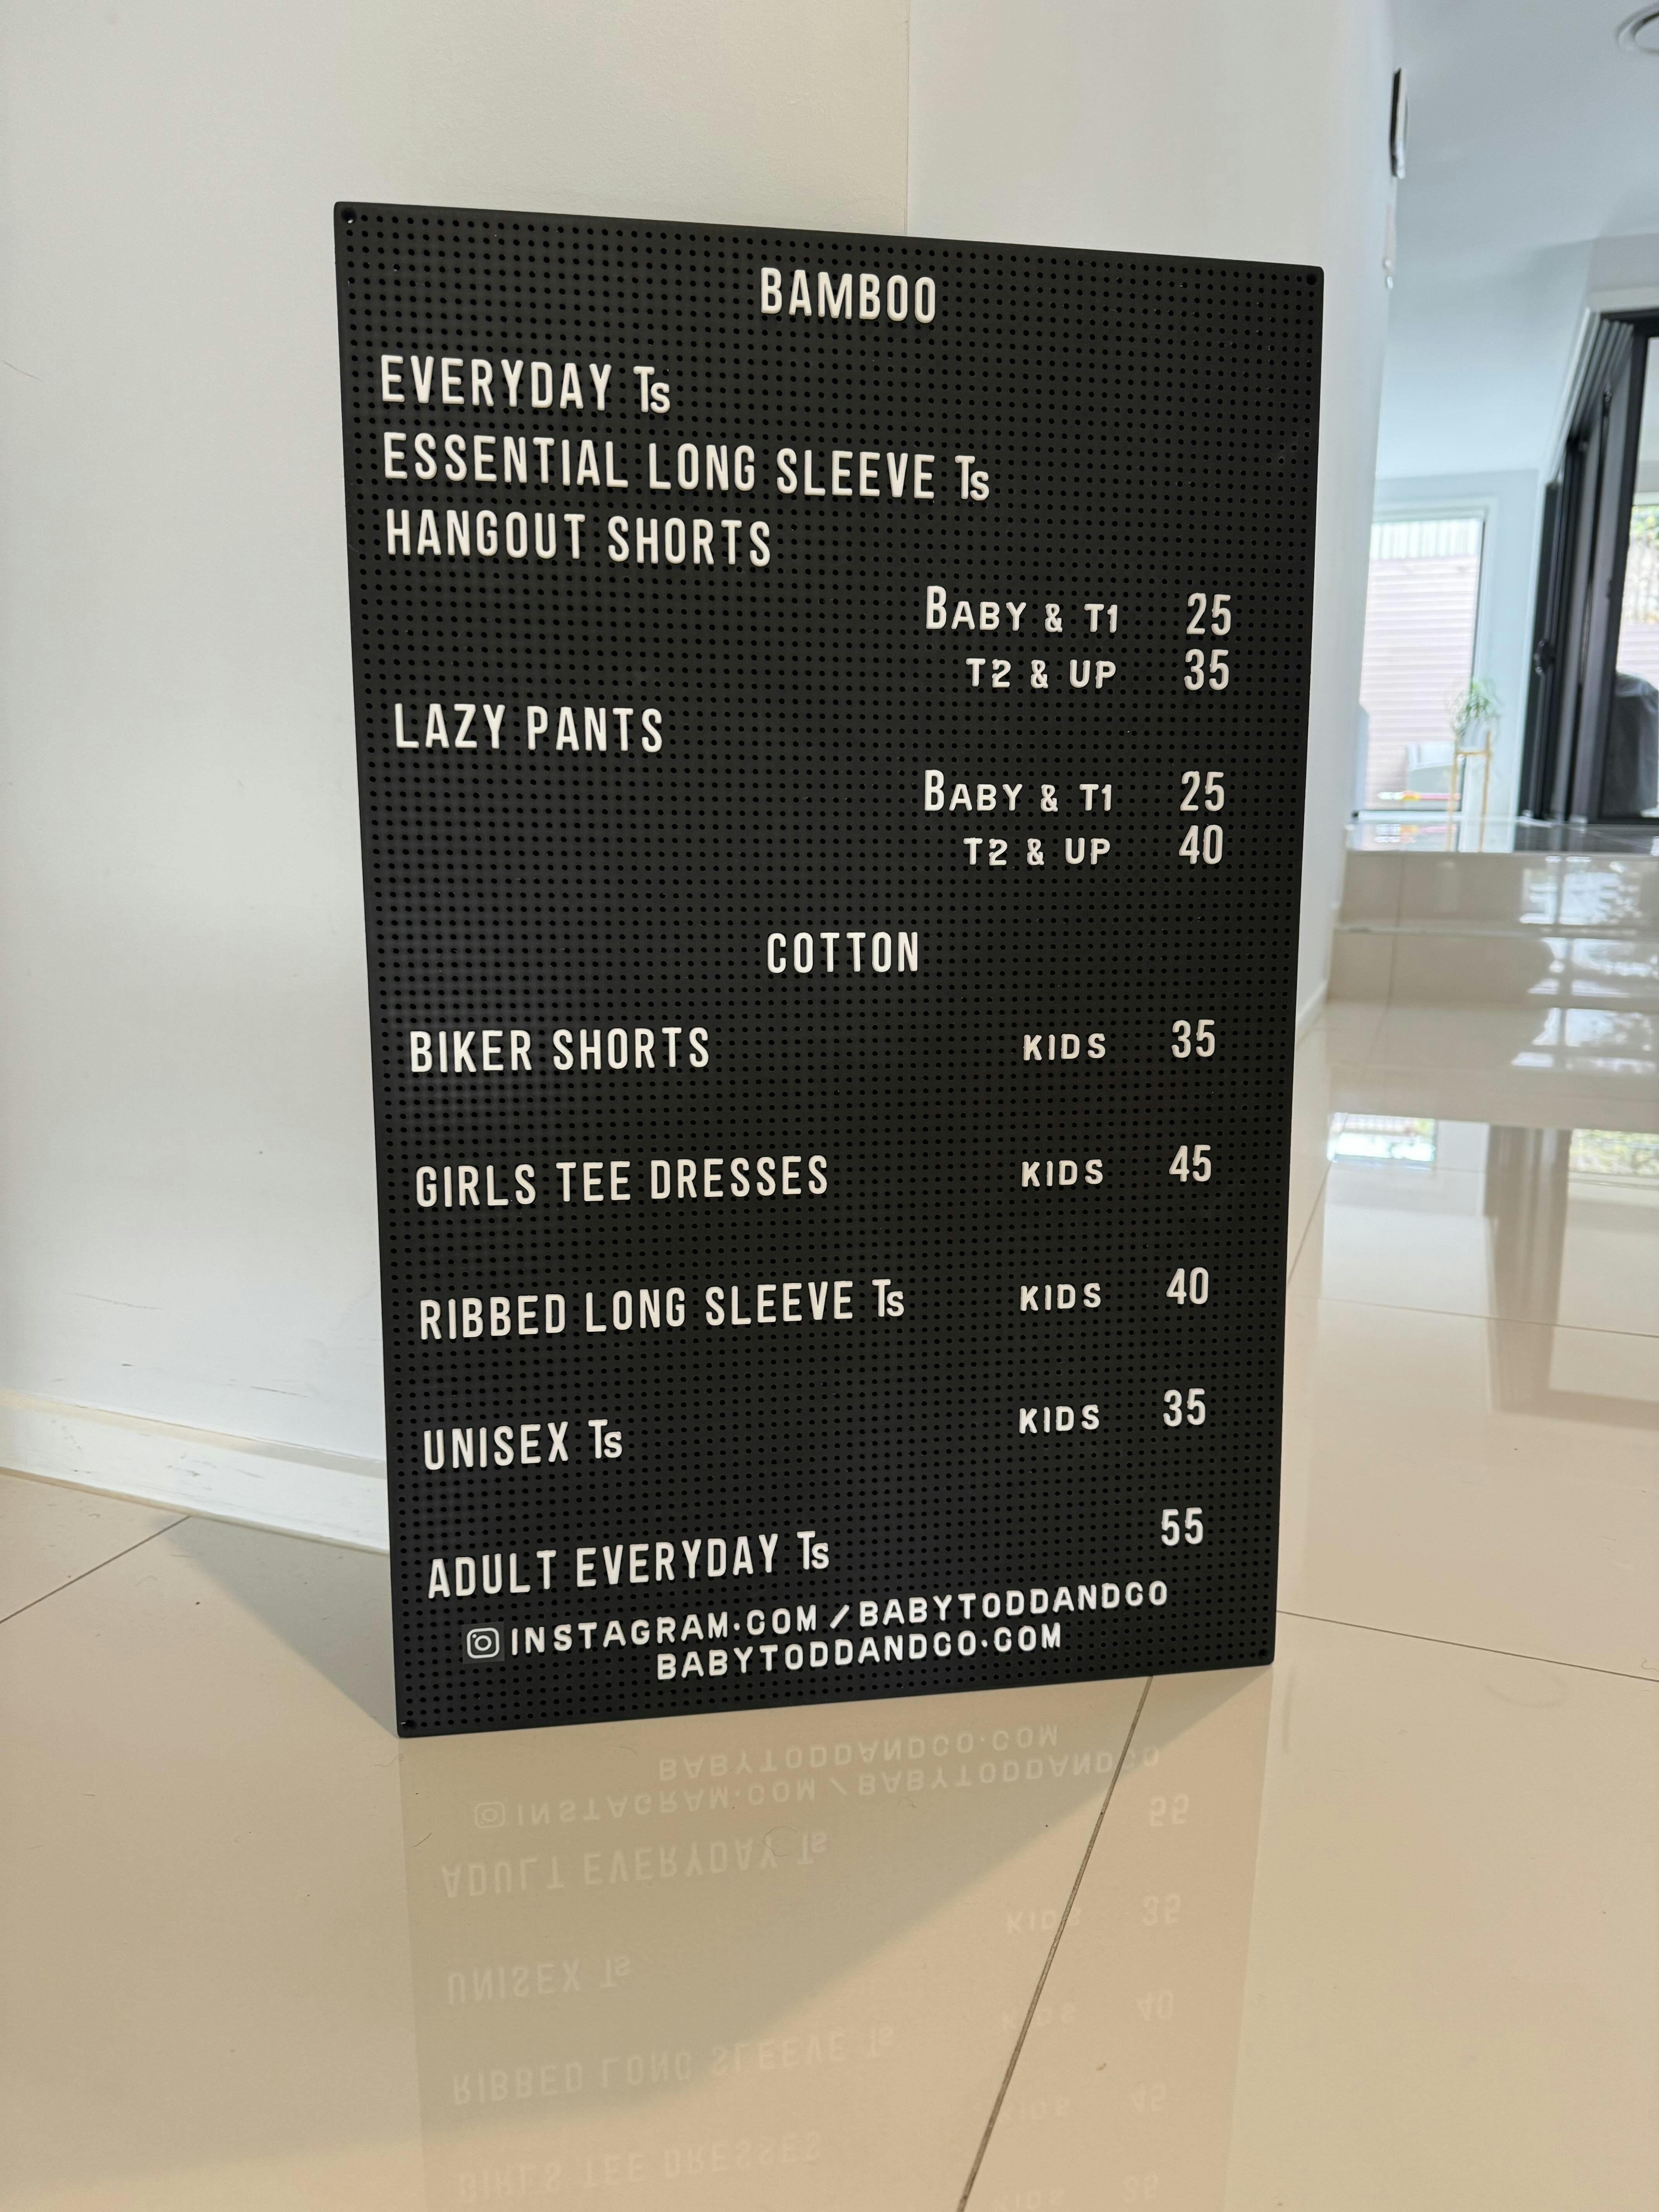 BAMBOO
EVERYDAY Ts
ESSENTIAL LONG SLEEVE Ts
HANGOUT SHORTS
BABY & T1 25
T2 & UP 35
LAZY PANTS
BABY & T1 25
T2 & UP 40
COTTON
BIKER SHORTS KIDS 35
GIRLS TEE DRESSES KIDS 45
RIBBED LONG SLEEVE Ts KIDS 40
UNISEX Ts KIDS 35
ADULT EVERYDAY Ts 55
INSTAGRAM.COM/BABYTODDANDCO
BABYTODDANDCO.COM